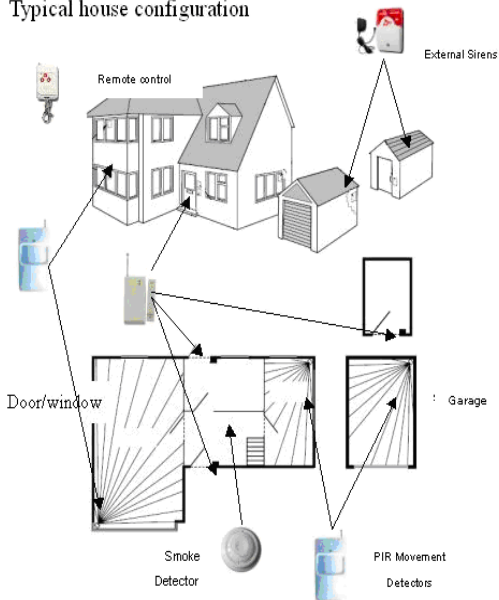 Typical house configuration
External Sirens
Remote control
Door/window
: Garage
Smoke
Detector
PIR Movement
Detectors